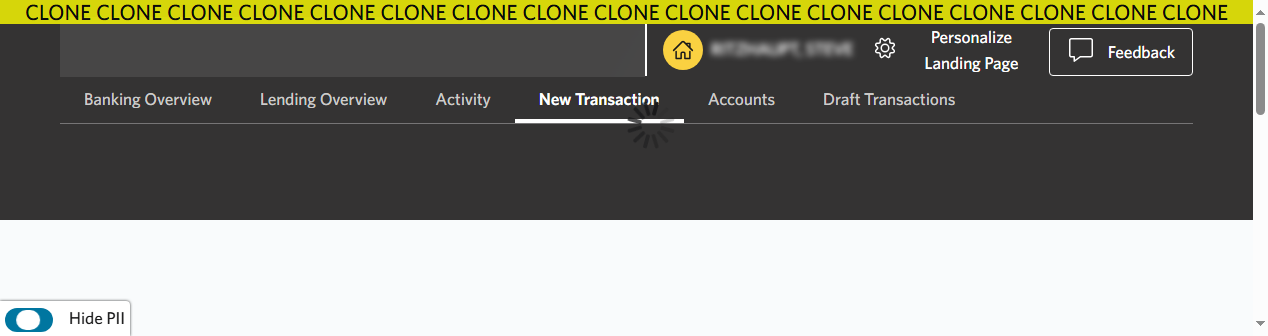 CLONE CLONE CLONE CLONE CLONE CLONE CLONE CLONE CLONE CLONE CLONE CLONE CLONE CLONE CLONE CLONE CLONE
Personalize
Landing Page
Feedback
Banking Overview
Lending Overview
Activity
New Transaction
Accounts
Draft Transactions
Hide PII